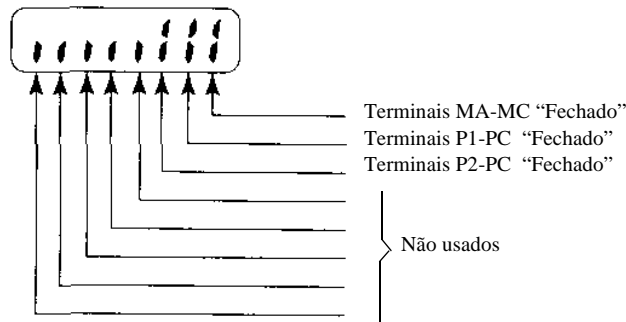 Terminais MA-MC “Fechado”
Terminais P1-PC “Fechado”
Terminais P2-PC “Fechado”
Não usados